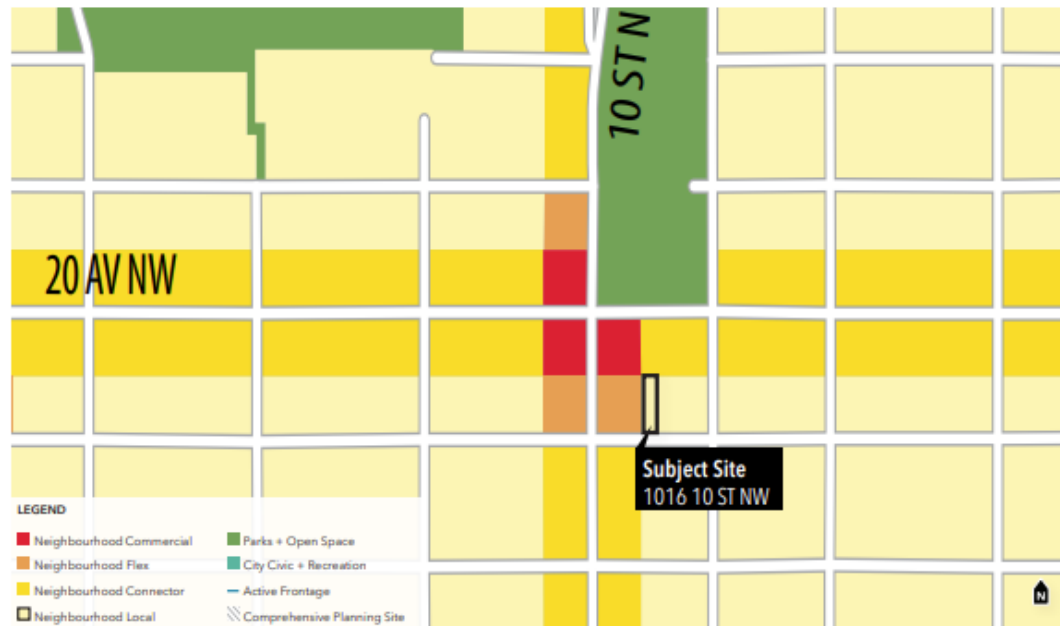 10 ST N
20 AV NW
Subject Site
1016 10 ST NW
LEGEND
Neighbourhood Commercial
Neighbourhood Flex
Neighbourhood Connector
Neighbourhood Local
Parks + Open Space
City Civic + Recreation
Active Frontage
Comprehensive Planning Site
N